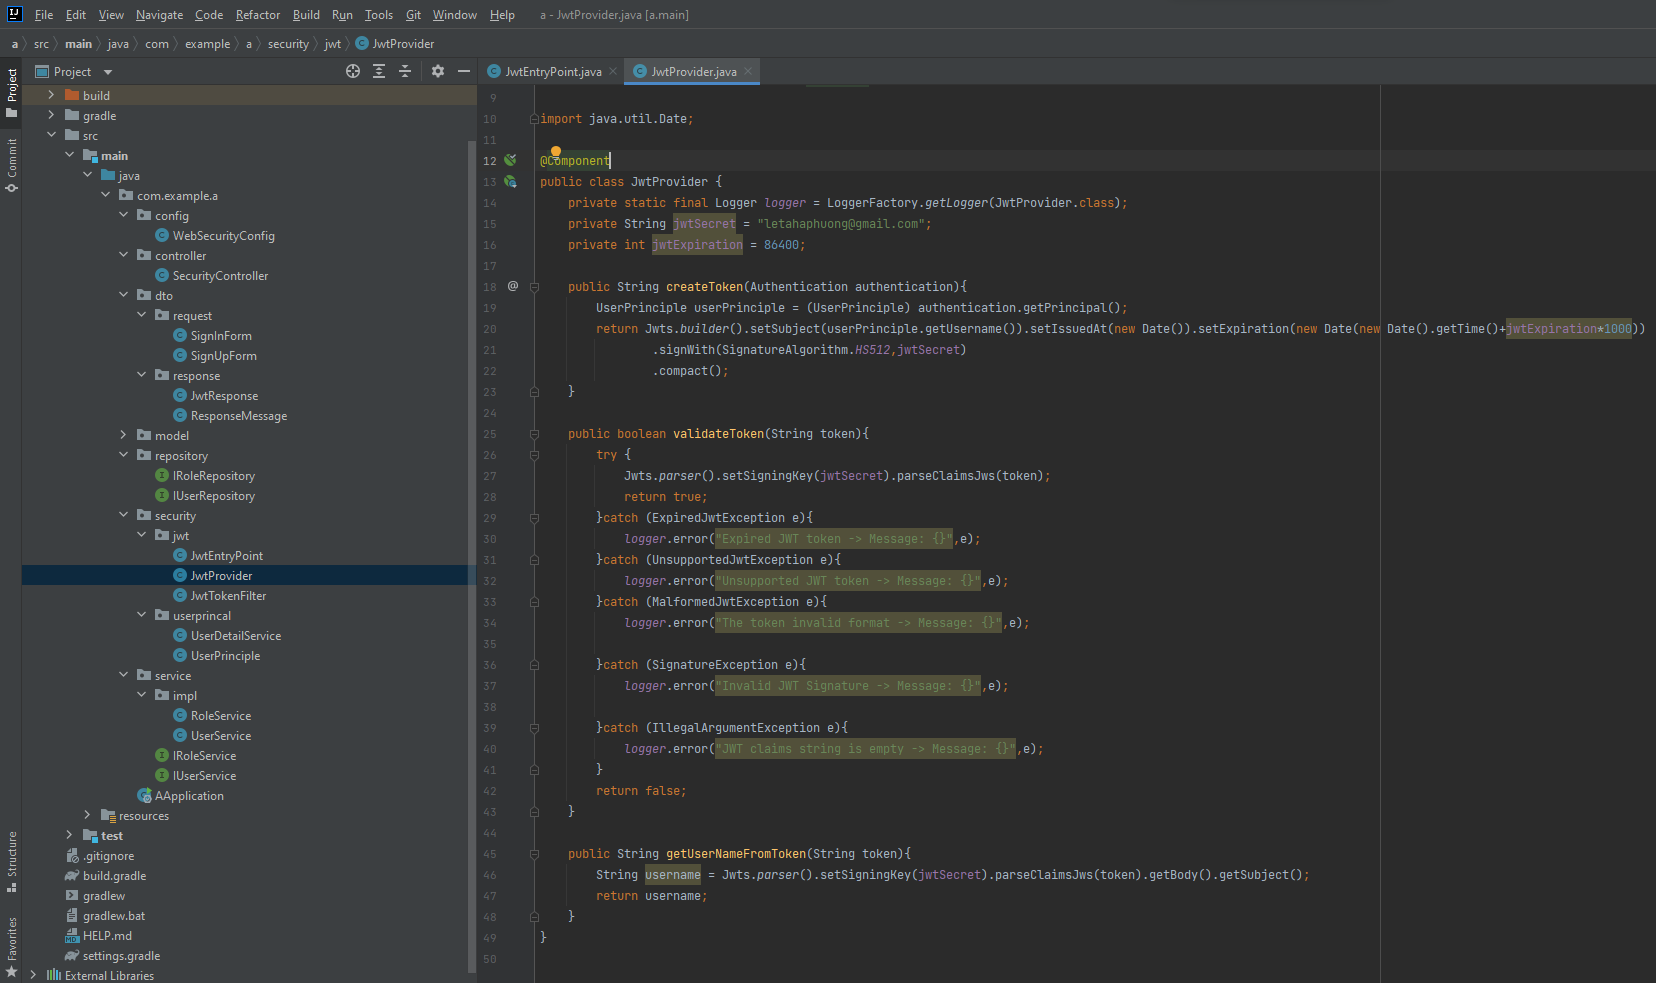 File Edit View Navigate Code Refactor Build Run Tools Git Window Help a - JwtProvider.java [a.main]
a src main java com example a security jwt JwtProvider
Project
Commit
Structure
Favorites
Project
build
gradle
src
main
java
com.example.a
config
WebSecurityConfig
controller
SecurityController
dto
request
SignInForm
SignUpForm
response
JwtResponse
ResponseMessage
model
repository
IRoleRepository
IUserRepository
security
jwt
JwtEntryPoint
JwtProvider
JwtTokenFilter
userprincal
UserDetailService
UserPrinciple
service
impl
RoleService
UserService
IRoleService
IUserService
AApplication
resources
test
.gitignore
build.gradle
gradlew
gradlew.bat
HELP.md
settings.gradle
External Libraries
JwtEntryPoint.java JwtProvider.java
9
10 import java.util.Date;
11
12 @Component
13 public class JwtProvider {
14 private static final Logger logger = LoggerFactory.getLogger(JwtProvider.class);
15 private String jwtSecret = "letahaphuong@gmail.com";
16 private int jwtExpiration = 86400;
17
18 @ public String createToken(Authentication authentication){
19 UserPrinciple userPrinciple = (UserPrinciple) authentication.getPrincipal();
20 return Jwts.builder().setSubject(userPrinciple.getUsername()).setIssuedAt(new Date()).setExpiration(new Date(new Date().getTime()+jwtExpiration*1000))
21 .signWith(SignatureAlgorithm.HS512,jwtSecret)
22 .compact();
23 }
24
25 public boolean validateToken(String token){
26 try {
27 Jwts.parser().setSigningKey(jwtSecret).parseClaimsJws(token);
28 return true;
29 }catch (ExpiredJwtException e){
30 logger.error("Expired JWT token -> Message: {}",e);
31 }catch (UnsupportedJwtException e){
32 logger.error("Unsupported JWT token -> Message: {}",e);
33 }catch (MalformedJwtException e){
34 logger.error("The token invalid format -> Message: {}",e);
35
36 }catch (SignatureException e){
37 logger.error("Invalid JWT Signature -> Message: {}",e);
38
39 }catch (IllegalArgumentException e){
40 logger.error("JWT claims string is empty -> Message: {}",e);
41 }
42 return false;
43 }
44
45 public String getUserNameFromToken(String token){
46 String username = Jwts.parser().setSigningKey(jwtSecret).parseClaimsJws(token).getBody().getSubject();
47 return username;
48 }
49 }
50